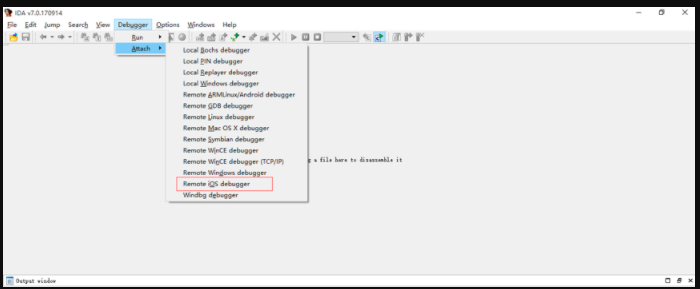 IDA v7.0.170914
File Edit Jump Search View Debugger Options Windows Help
Run
Attach
Local Bochs debugger
Local PIN debugger
Local Replayer debugger
Local Windows debugger
Remote ARMLinux/Android debugger
Remote GDB debugger
Remote Linux debugger
Remote Mac OS X debugger
Remote Symbian debugger
Remote WinCE debugger
Remote WinCE debugger (TCP/IP)
Remote Windows debugger
Remote iOS debugger
Windbg debugger
g a file here to disassemble it
Output window